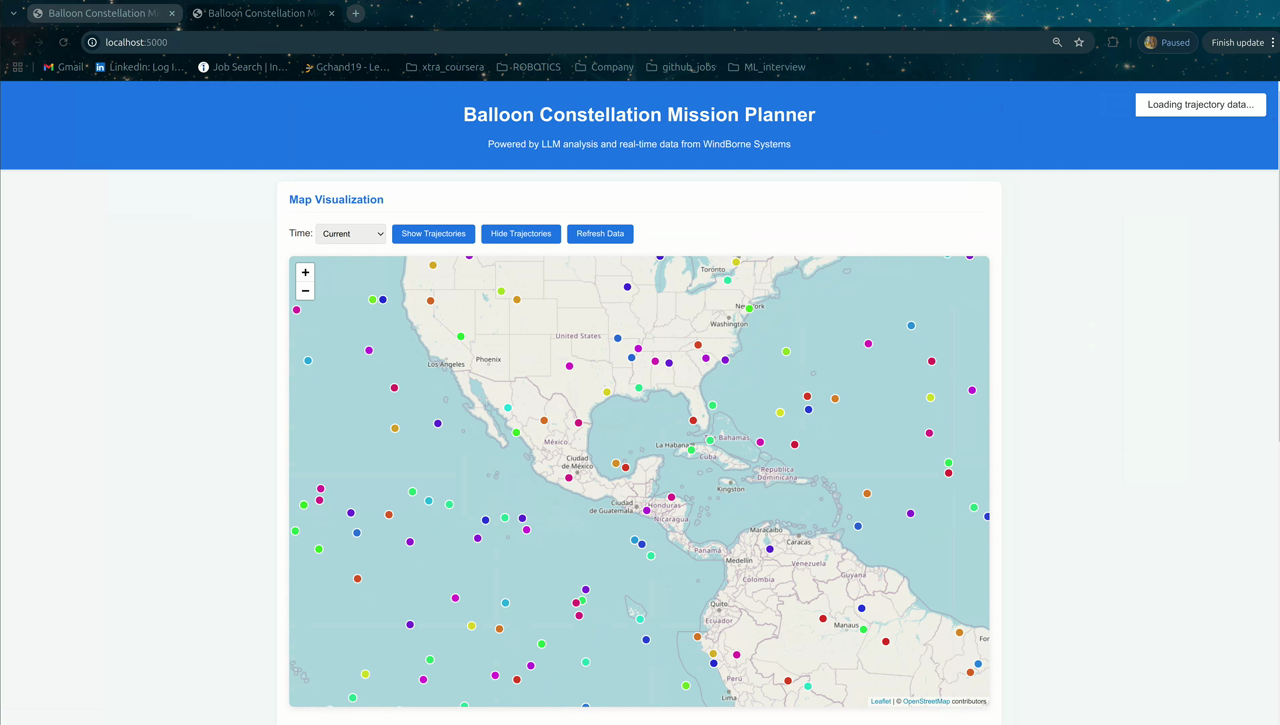 Balloon Constellation Mi
Balloon Constellation M
localhost:5000
Paused
Finish update
Gmail
LinkedIn: Log I...
Job Search | In...
Gchand19 - Le...
xtra_coursera
ROBOTICS
Company
github_jobs
ML_interview
Balloon Constellation Mission Planner
Loading trajectory data...
Powered by LLM analysis and real-time data from WindBorne Systems
Map Visualization
Time: Current Show Trajectories Hide Trajectories Refresh Data
+
−
Toronto
New York
Washington
United States
Los Angeles
Phoenix
México
La Habana
Bahamas
Cuba
Ciudad
de México
Republica
Dominicana
Kingston
Ciudad
de Guatemala
Honduras
Nicaragua
Maracaibo
Caracas
Panamá
Medellin
Venezuela
Colombia
Guyana
Quito
Ecuador
Manaus
For
Perú
Lima
Leaflet | © OpenStreetMap contributors